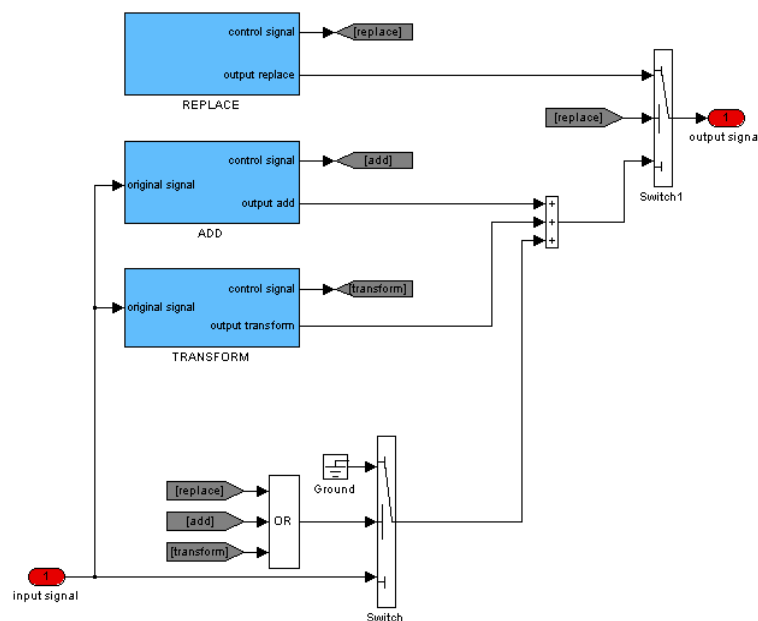 control signal
[replace]
output replace
REPLACE
[replace]
1
output signa
control signal
[add]
original signal
output add
ADD
+
+
+
Switch1
control signal
[transform]
original signal
output transform
TRANSFORM
Ground
[replace]
[add]
OR
[transform]
1
input signal
Switch